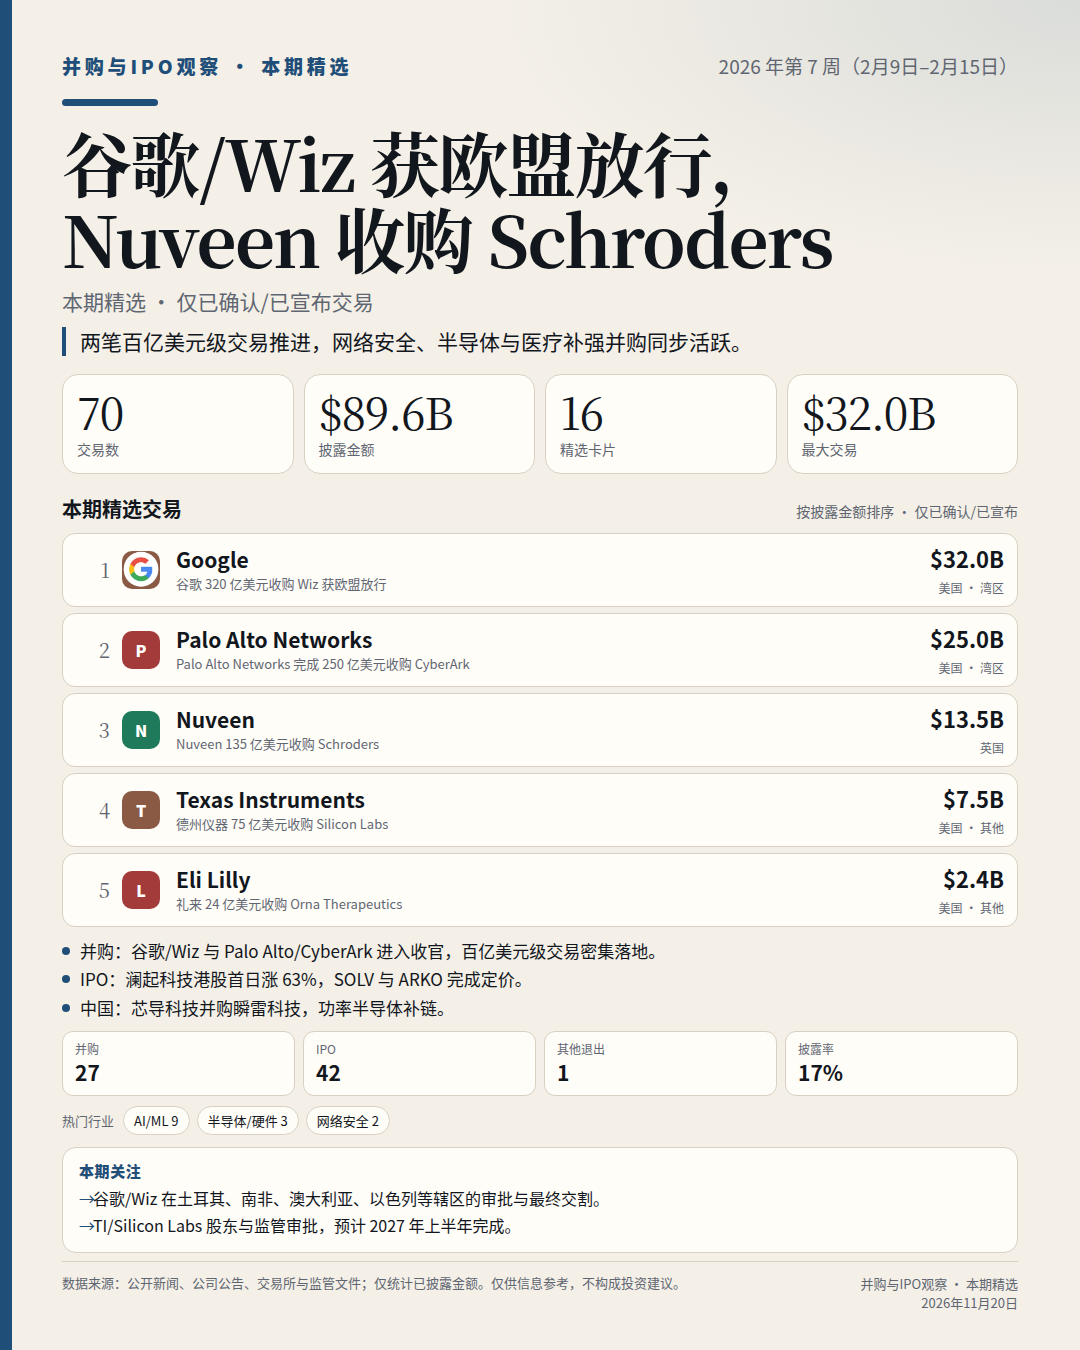 并购与IPO观察 · 本期精选
2026 年第 7 周（2月9日–2月15日）
谷歌/Wiz 获欧盟放行，
Nuveen 收购 Schroders
本期精选 · 仅已确认/已宣布交易
两笔百亿美元级交易推进，网络安全、半导体与医疗补强并购同步活跃。
70
交易数
$89.6B
披露金额
16
精选卡片
$32.0B
最大交易
本期精选交易
按披露金额排序 · 仅已确认/已宣布
1
G
Google
谷歌 320 亿美元收购 Wiz 获欧盟放行
$32.0B
美国 · 湾区
2
P
Palo Alto Networks
Palo Alto Networks 完成 250 亿美元收购 CyberArk
$25.0B
美国 · 湾区
3
N
Nuveen
Nuveen 135 亿美元收购 Schroders
$13.5B
英国
4
T
Texas Instruments
德州仪器 75 亿美元收购 Silicon Labs
$7.5B
美国 · 其他
5
L
Eli Lilly
礼来 24 亿美元收购 Orna Therapeutics
$2.4B
美国 · 其他
并购：谷歌/Wiz 与 Palo Alto/CyberArk 进入收官，百亿美元级交易密集落地。
IPO：澜起科技港股首日涨 63%，SOLV 与 ARKO 完成定价。
中国：芯导科技并购瞬雷科技，功率半导体补链。
并购
27
IPO
42
其他退出
1
披露率
17%
热门行业 AI/ML 9 半导体/硬件 3 网络安全 2
本期关注
→谷歌/Wiz 在土耳其、南非、澳大利亚、以色列等辖区的审批与最终交割。
→TI/Silicon Labs 股东与监管审批，预计 2027 年上半年完成。
数据来源：公开新闻、公司公告、交易所与监管文件；仅统计已披露金额。仅供信息参考，不构成投资建议。
并购与IPO观察 · 本期精选
2026年11月20日